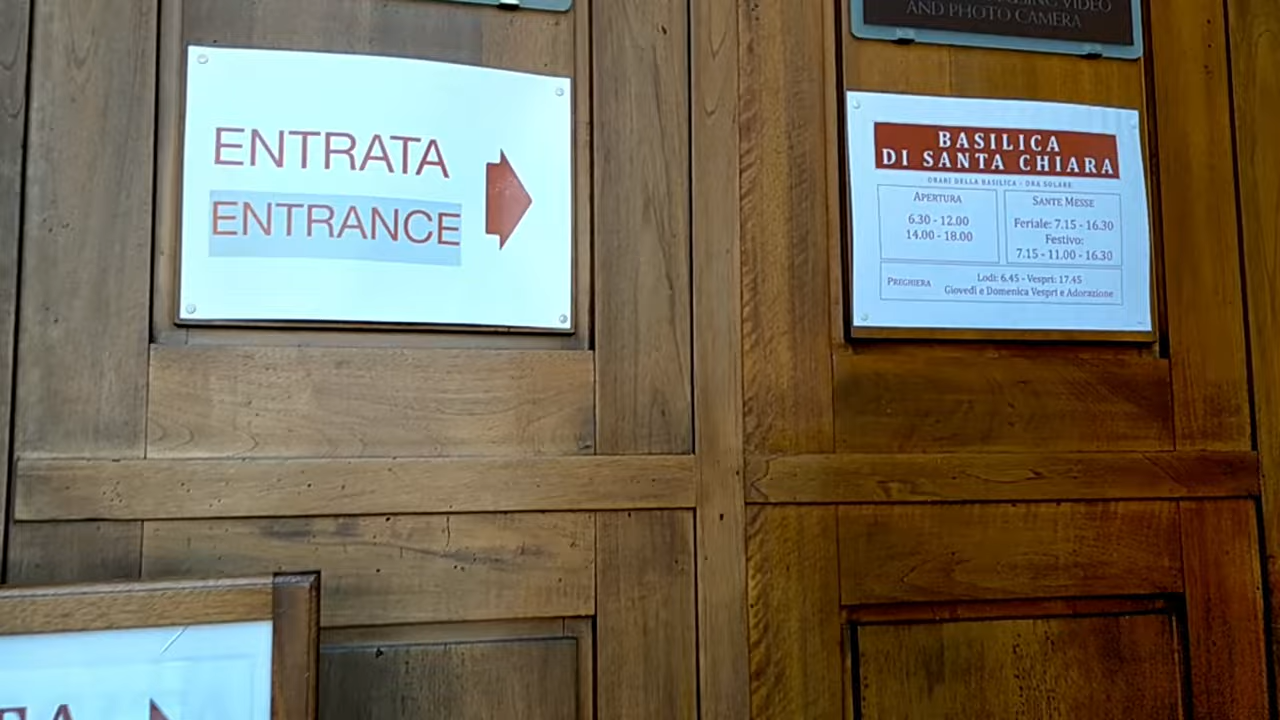 VIDEO
AND PHOTO CAMERA
ENTRATA
ENTRANCE
BASILICA
DI SANTA CHIARA
ORARI DELLA BASILICA - ORA SOLARE
APERTURA
6.30 - 12.00
14.00 - 18.00
SANTE MESSE
Feriale: 7.15 - 16.30
Festivo:
7.15 - 11.00 - 16.30
PREGHIERA
Lodi: 6.45 - Vespri: 17.45
Giovedì e Domenica Vespri e Adorazione